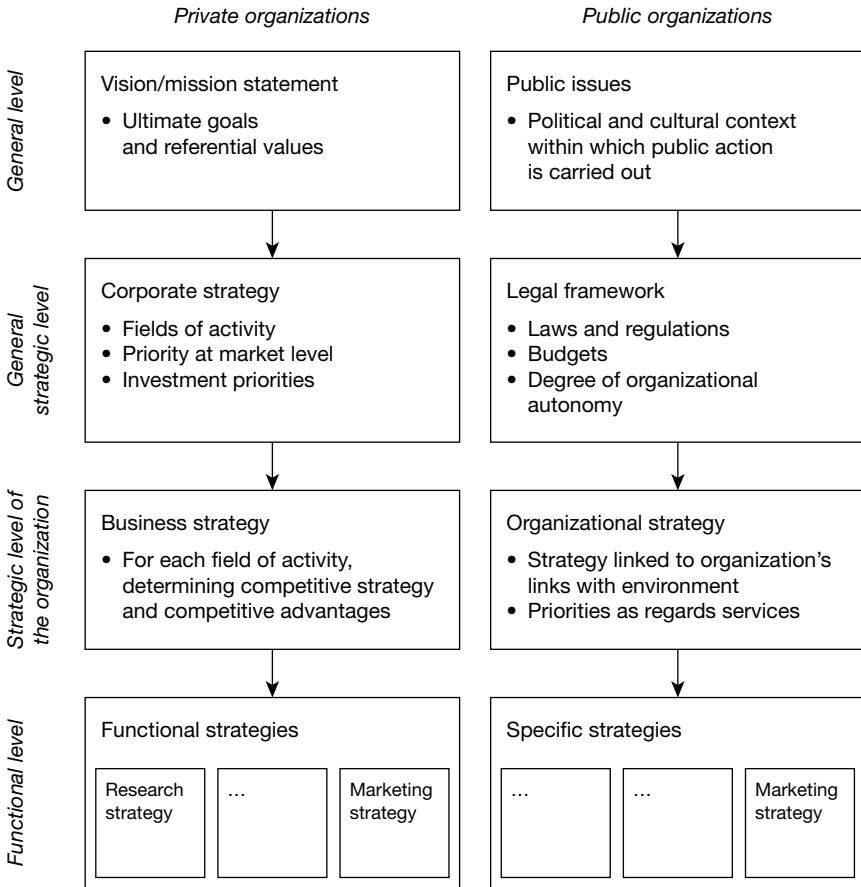 Private organizations
Public organizations
General level
Vision/mission statement
• Ultimate goals
and referential values
Public issues
• Political and cultural context
within which public action
is carried out
General
strategic level
Corporate strategy
• Fields of activity
• Priority at market level
• Investment priorities
Legal framework
• Laws and regulations
• Budgets
• Degree of organizational
autonomy
Strategic level of
the organization
Business strategy
• For each field of activity,
determining competitive strategy
and competitive advantages
Organizational strategy
• Strategy linked to organization’s
links with environment
• Priorities as regards services
Functional level
Functional strategies
Research
strategy
...
Marketing
strategy
Specific strategies
...
...
Marketing
strategy